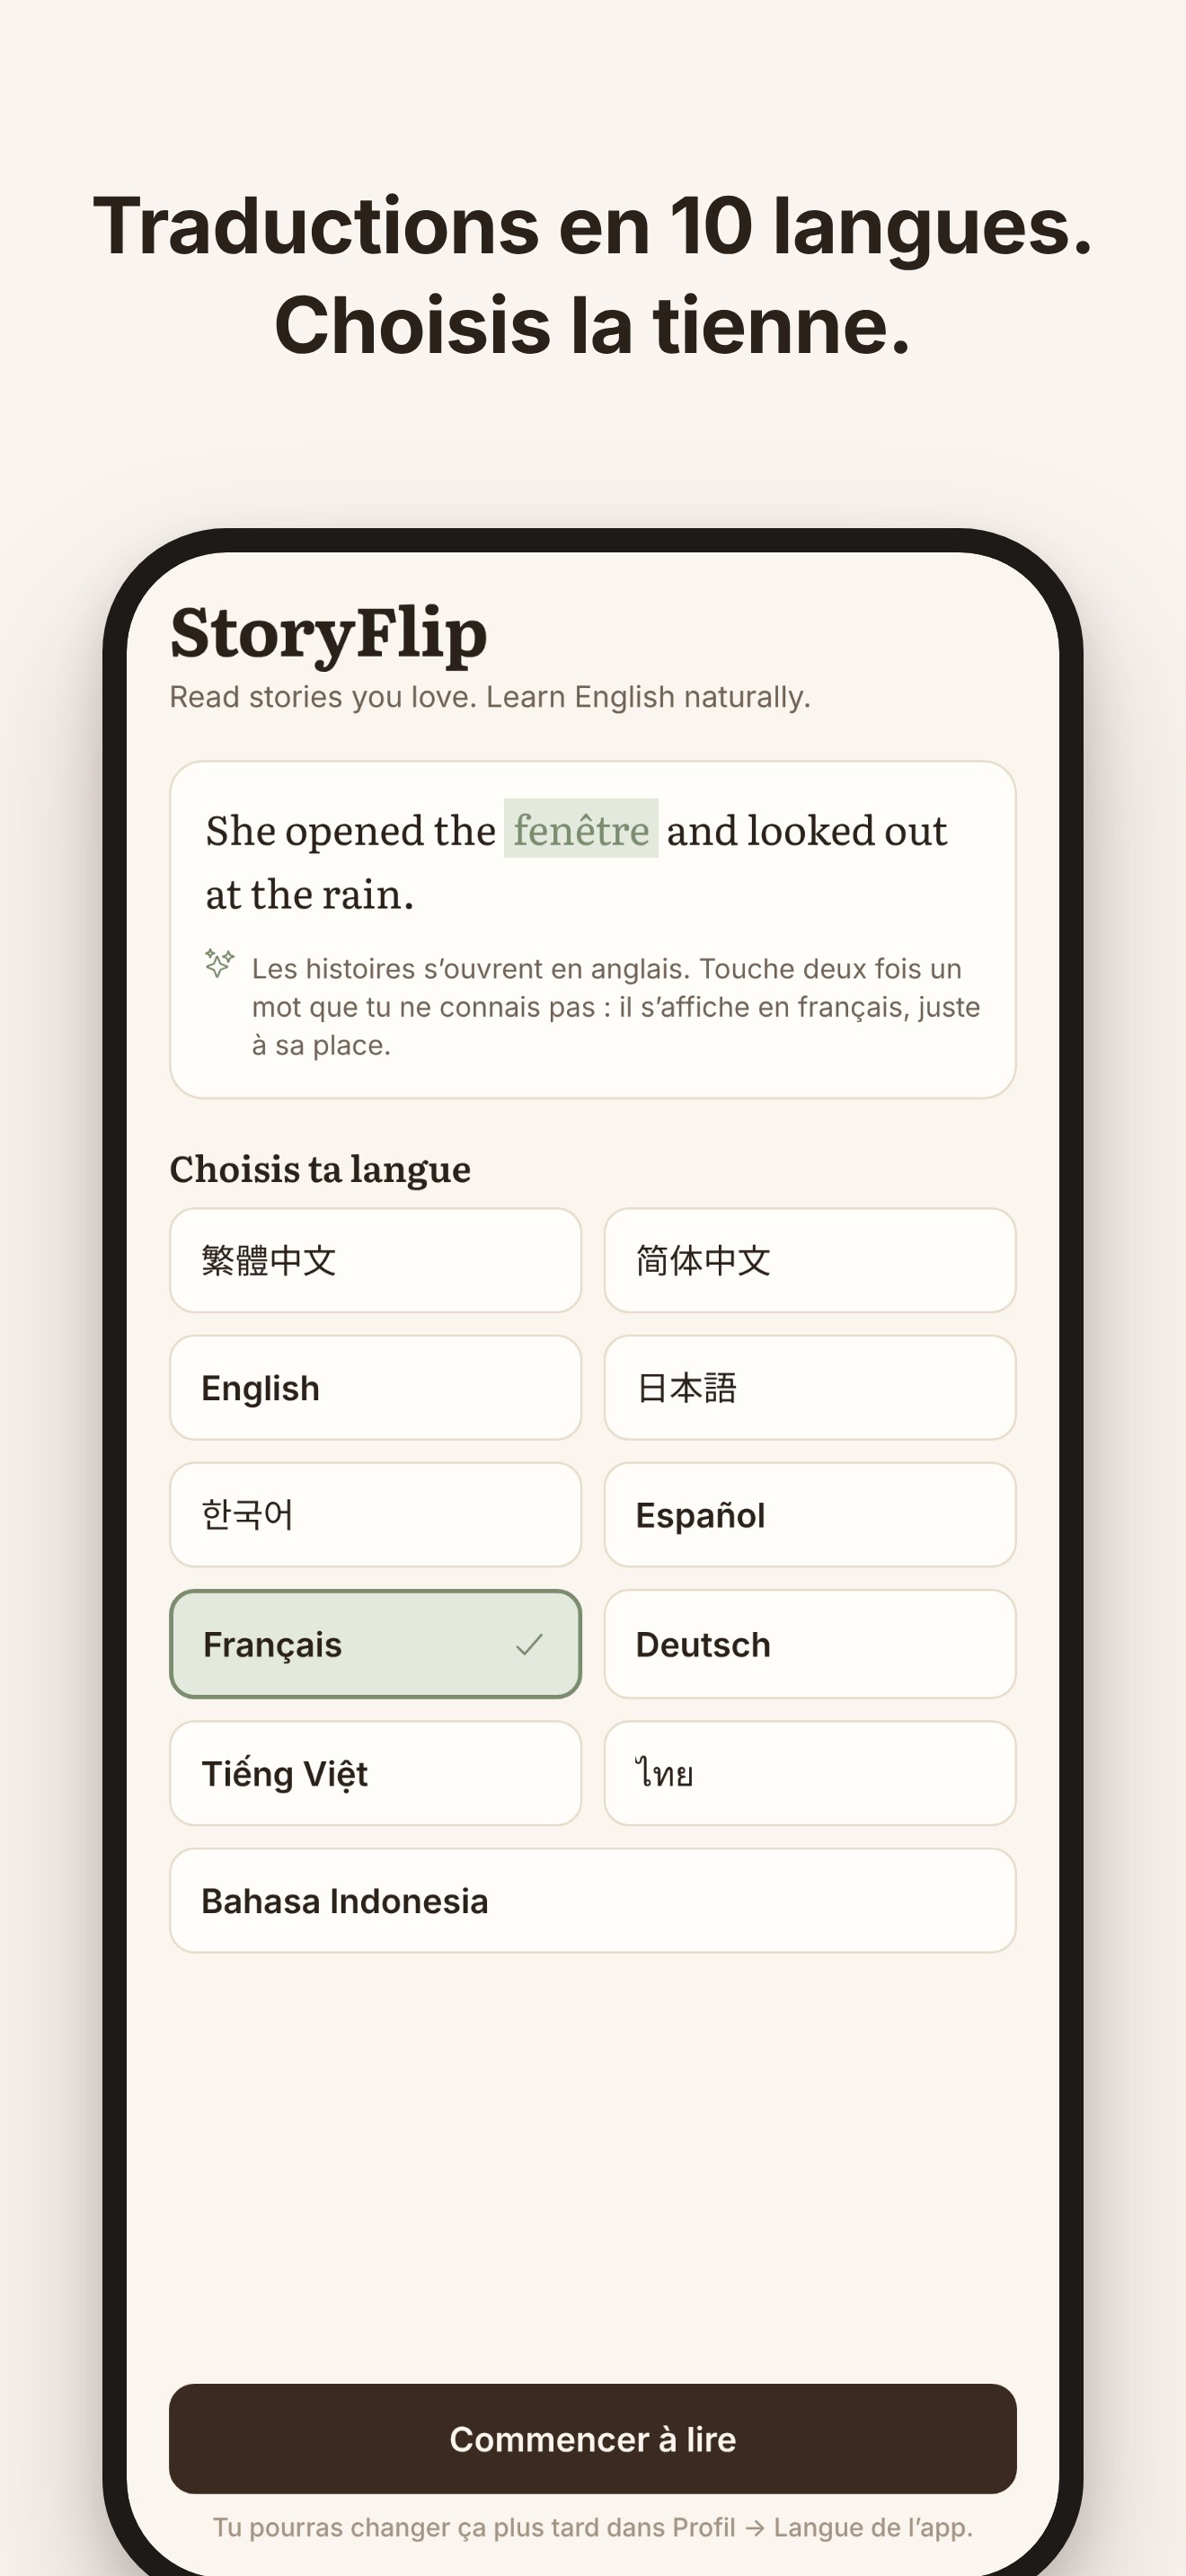 Traductions en 10 langues.
Choisis la tienne.
StoryFlip
Read stories you love. Learn English naturally.
She opened the fenêtre and looked out
at the rain.
Les histoires s’ouvrent en anglais. Touche deux fois un
mot que tu ne connais pas : il s’affiche en français, juste
à sa place.
Choisis ta langue
繁體中文
简体中文
English
日本語
한국어
Español
Français
Deutsch
Tiếng Việt
ไทย
Bahasa Indonesia
Commencer à lire
Tu pourras changer ça plus tard dans Profil → Langue de l’app.